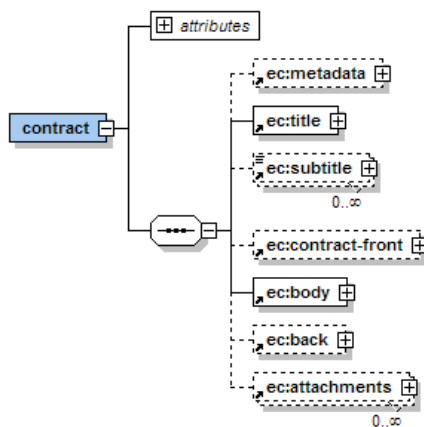 attributes
ec:metadata
contract
ec:title
ec:subtitle
0..∞
ec:contract-front
ec:body
ec:back
ec:attachments
0..∞